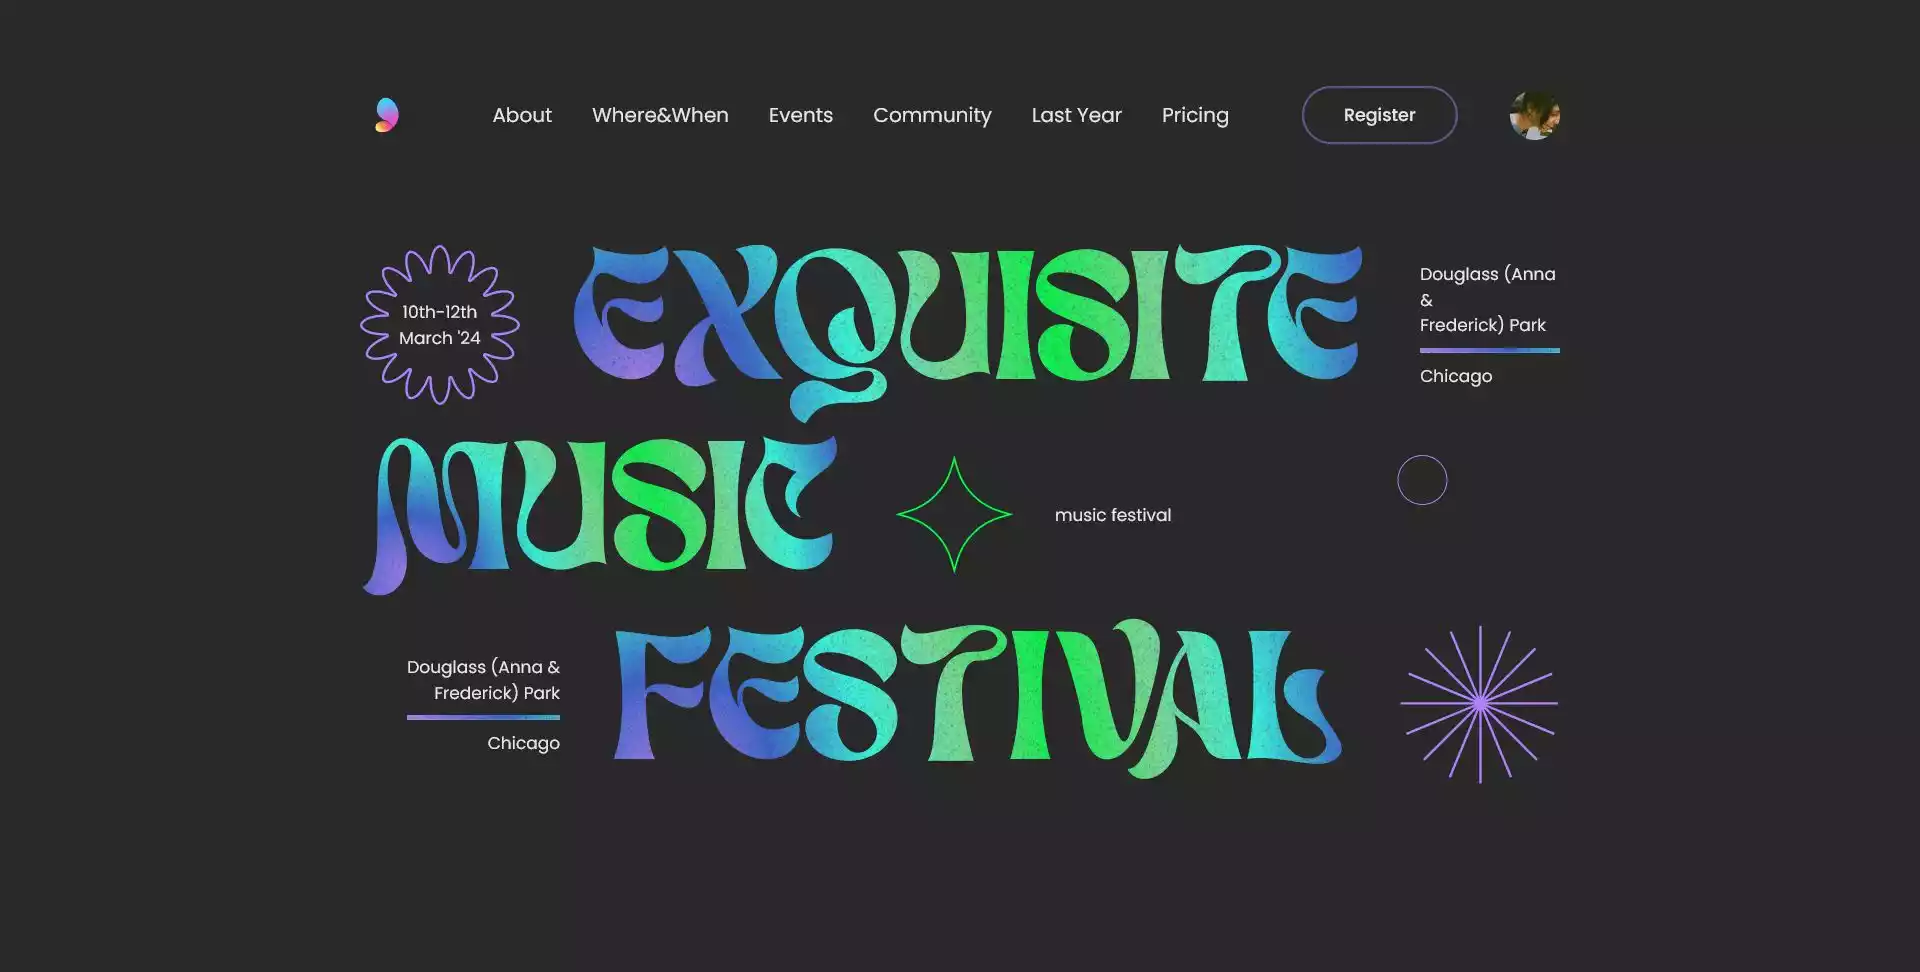 About Where&When Events Community Last Year Pricing Register
10th-12th
March '24
EXQUISITE
Douglass (Anna
&
Frederick) Park
Chicago
MUSIC
music festival
Douglass (Anna &
Frederick) Park
Chicago
FESTIVAL